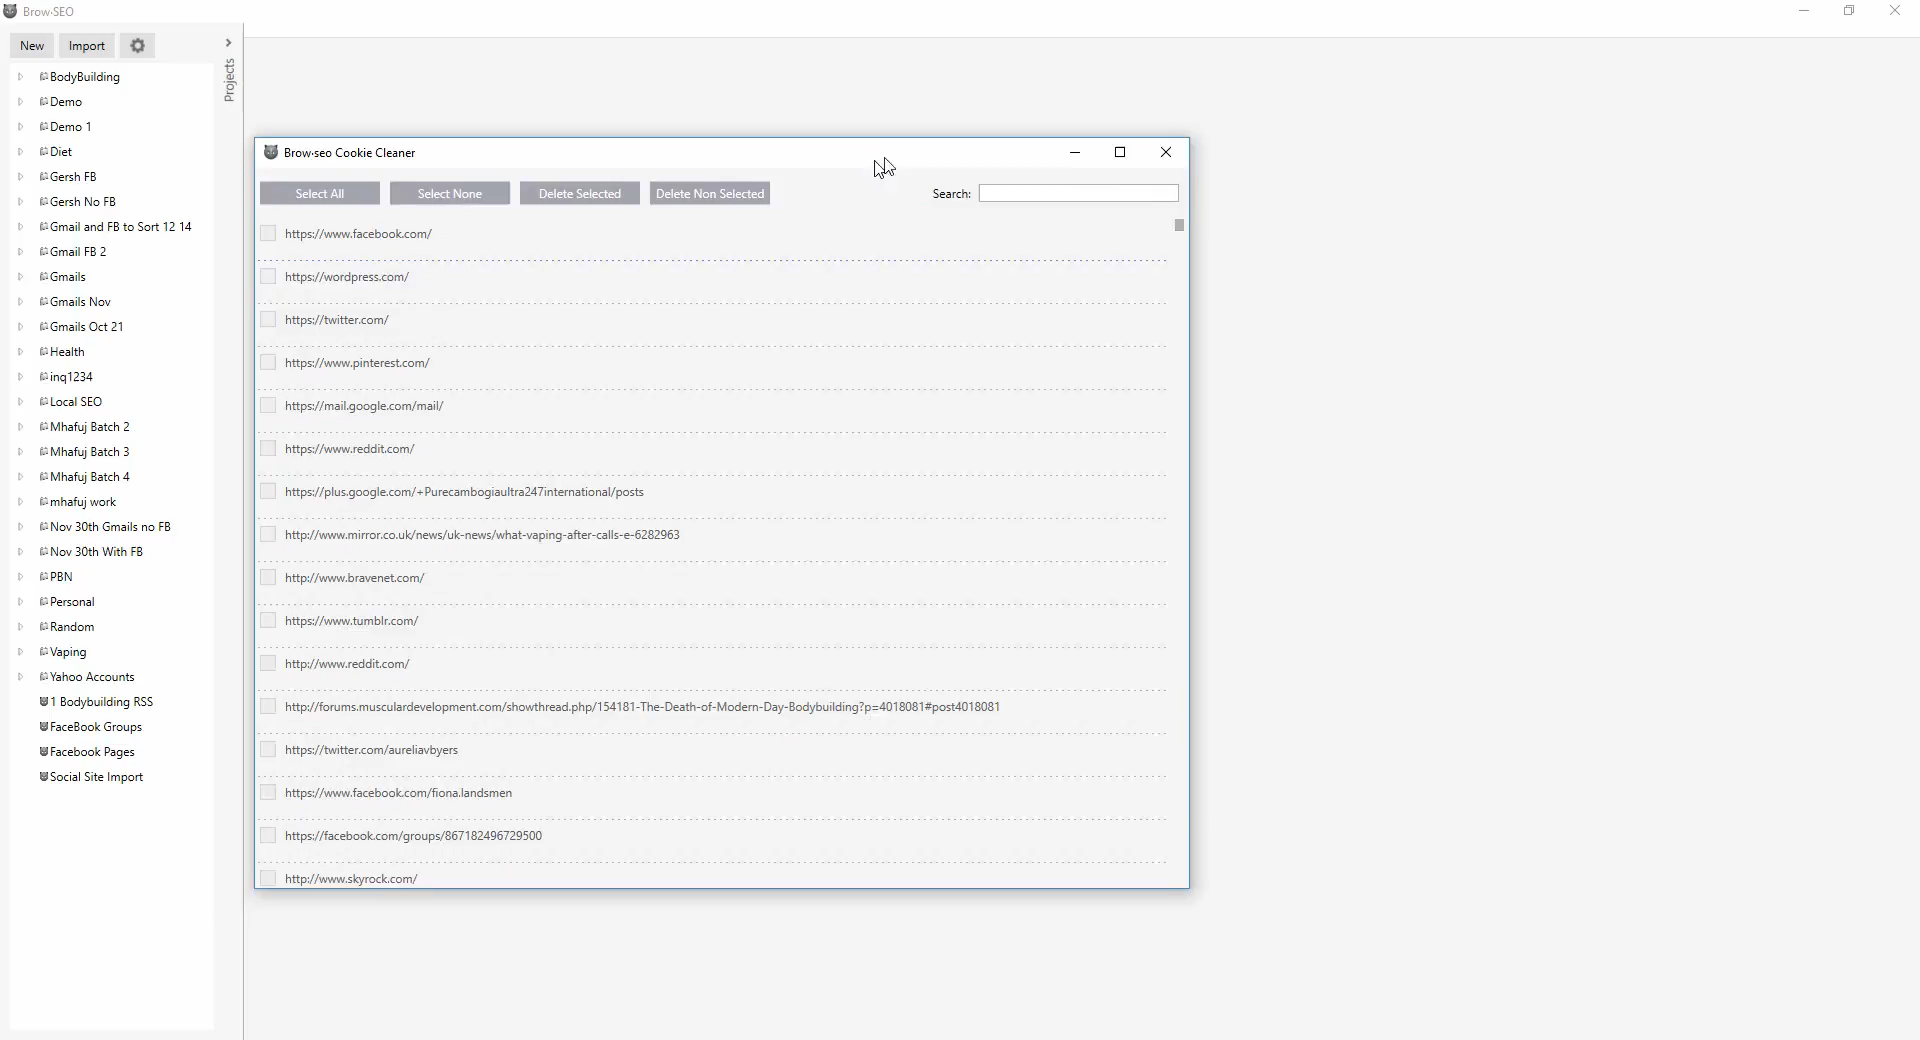 Brow·SEO
New Import
Projects
BodyBuilding
Demo
Demo 1
Diet
Gersh FB
Gersh No FB
Gmail and FB to Sort 12 14
Gmail FB 2
Gmails
Gmails Nov
Gmails Oct 21
Health
inq1234
Local SEO
Mhafuj Batch 2
Mhafuj Batch 3
Mhafuj Batch 4
mhafuj work
Nov 30th Gmails no FB
Nov 30th With FB
PBN
Personal
Random
Vaping
Yahoo Accounts
1 Bodybuilding RSS
FaceBook Groups
Facebook Pages
Social Site Import
Brow·seo Cookie Cleaner
Select All Select None Delete Selected Delete Non Selected Search:
https://www.facebook.com/
https://wordpress.com/
https://twitter.com/
https://www.pinterest.com/
https://mail.google.com/mail/
https://www.reddit.com/
https://plus.google.com/+Purecambogiaultra247international/posts
http://www.mirror.co.uk/news/uk-news/what-vaping-after-calls-e-6282963
http://www.bravenet.com/
https://www.tumblr.com/
http://www.reddit.com/
http://forums.musculardevelopment.com/showthread.php/154181-The-Death-of-Modern-Day-Bodybuilding?p=4018081#post4018081
https://twitter.com/aureliavbyers
https://www.facebook.com/fiona.landsmen
https://facebook.com/groups/867182496729500
http://www.skyrock.com/